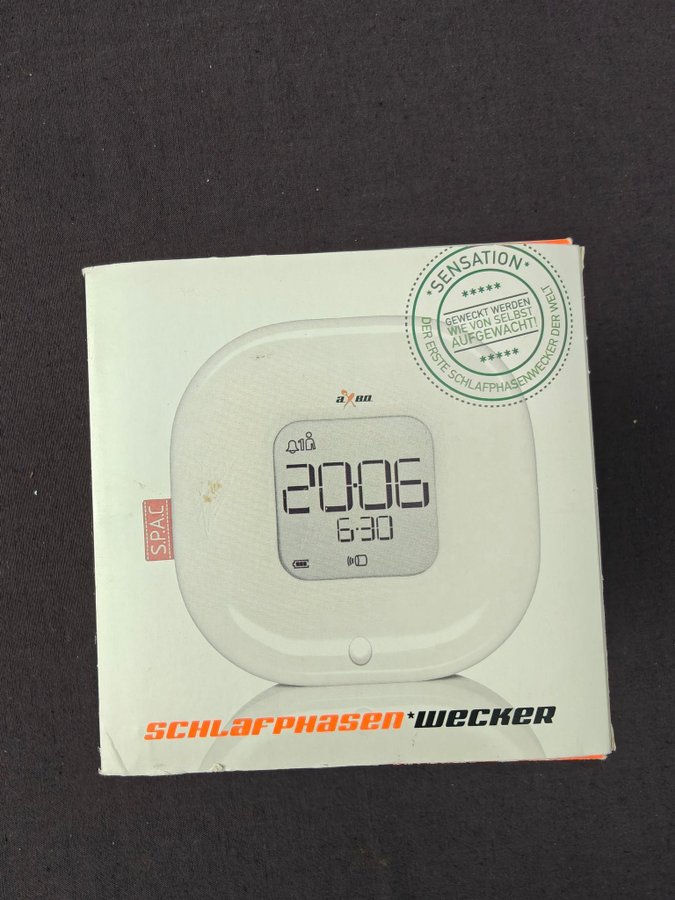 *SENSATION*
*****
GEWECKT WERDEN
WIE VON SELBST
AUFGEWACHT!
*****
DER ERSTE SCHLAFPHASENWECKER DER WELT
aXbo
1
20:06
6:30
S.P.A.C
SCHLAFPHASEN*WECKER